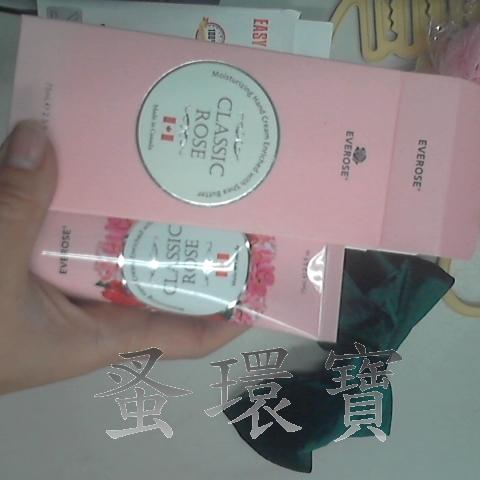 EASY
Moisturizing Hand Cream Enriched with Shea Butter
CLASSIC
ROSE
Made in Canada
EVEROSE®
EVEROSE®
EVEROSE®
CLASSIC
ROSE
蚤環寶